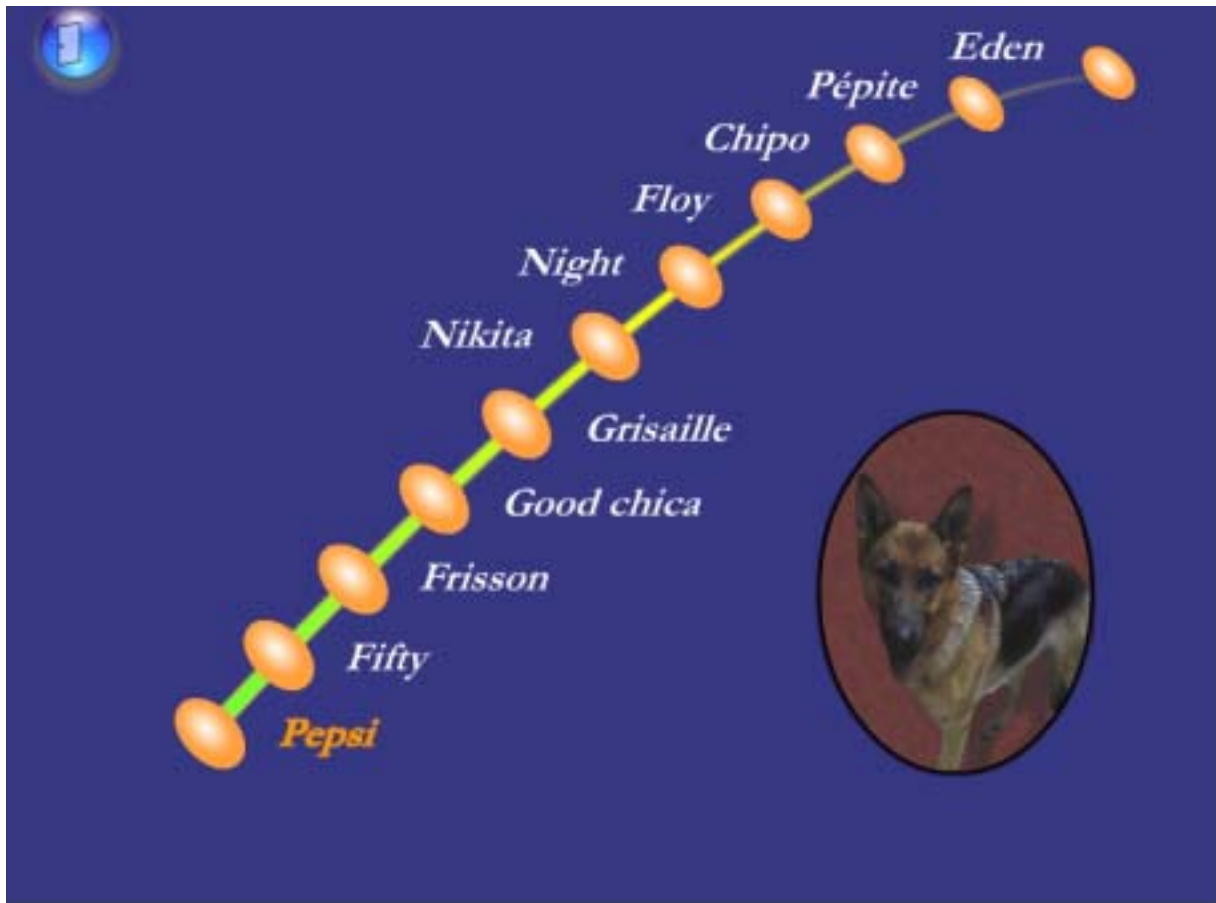 Eden
Pépite
Chipo
Floy
Night
Nikita
Grisaille
Good chica
Frisson
Fifty
Pepsi